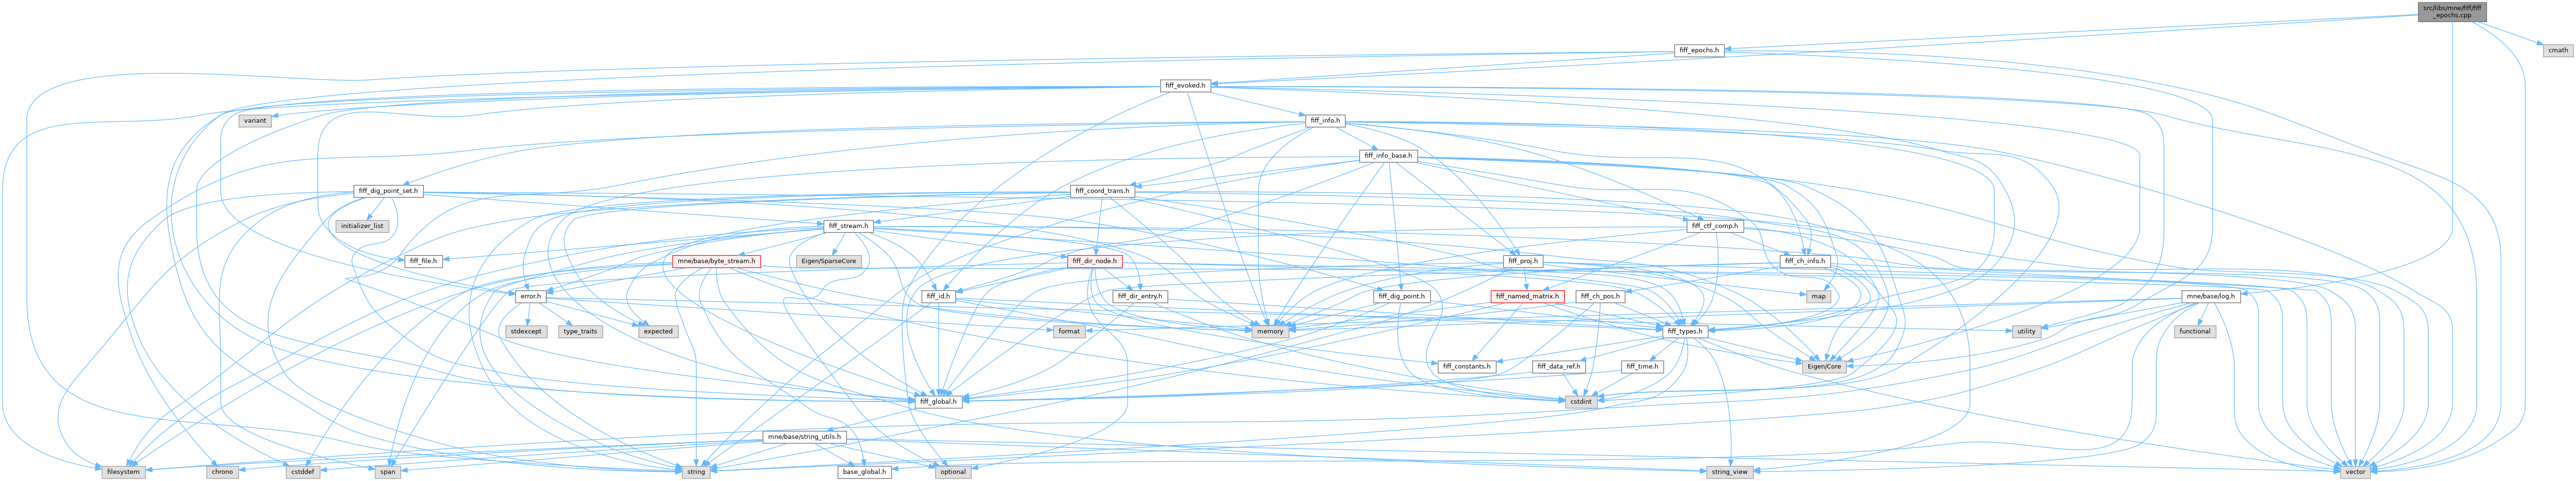 src/libs/mne/fiff/fiff
_epochs.cpp
fiff_epochs.h
cmath
fiff_evoked.h
variant
fiff_info.h
fiff_info_base.h
fiff_dig_point_set.h
fiff_coord_trans.h
initializer_list
fiff_stream.h
fiff_ctf_comp.h
fiff_file.h
mne/base/byte_stream.h
Eigen/SparseCore
fiff_dir_node.h
fiff_proj.h
fiff_ch_info.h
error.h
fiff_id.h
fiff_dir_entry.h
fiff_dig_point.h
fiff_named_matrix.h
fiff_ch_pos.h
map
mne/base/log.h
stdexcept
type_traits
expected
format
memory
fiff_types.h
utility
functional
fiff_constants.h
fiff_data_ref.h
fiff_time.h
Eigen/Core
fiff_global.h
cstdint
mne/base/string_utils.h
filesystem
chrono
cstddef
span
string
base_global.h
optional
string_view
vector